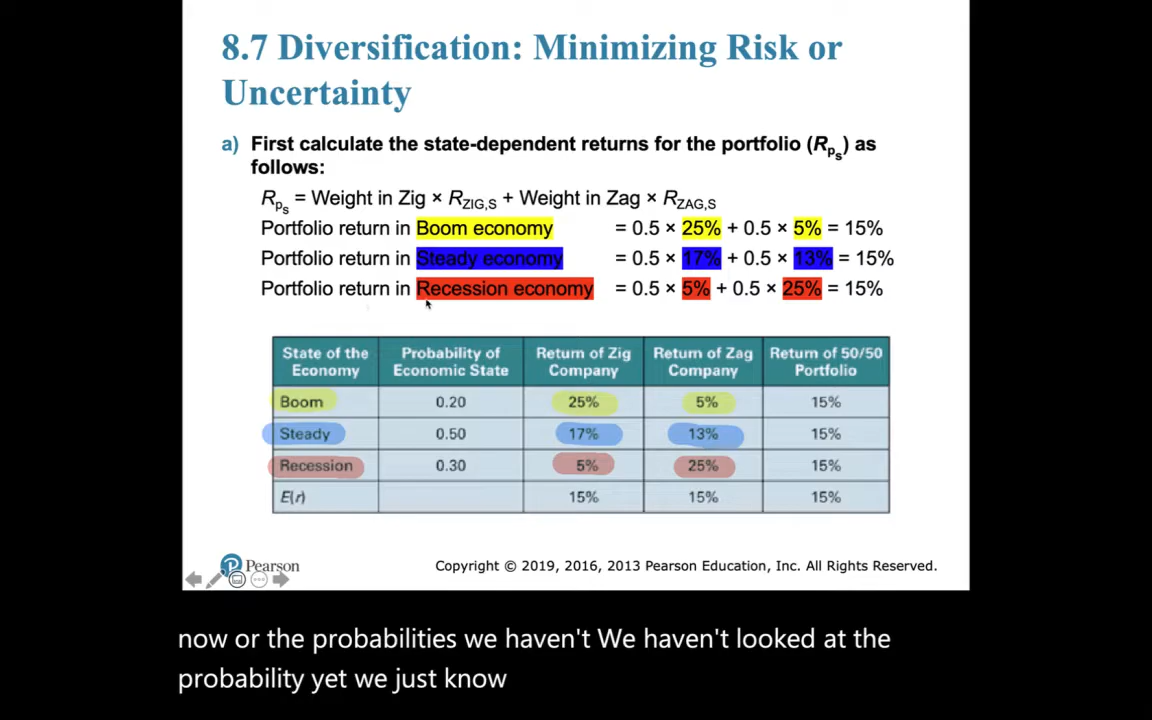 8.7 Diversification: Minimizing Risk or
Uncertainty
a) First calculate the state-dependent returns for the portfolio (Rps) as
follows:
Rps = Weight in Zig × RZIG,S + Weight in Zag × RZAG,S
Portfolio return in Boom economy = 0.5 × 25% + 0.5 × 5% = 15%
Portfolio return in Steady economy = 0.5 × 17% + 0.5 × 13% = 15%
Portfolio return in Recession economy = 0.5 × 5% + 0.5 × 25% = 15%
State of the Economy Probability of Economic State Return of Zig Company Return of Zag Company Return of 50/50 Portfolio
Boom 0.20 25% 5% 15%
Steady 0.50 17% 13% 15%
Recession 0.30 5% 25% 15%
E(r) 15% 15% 15%
Pearson
Copyright © 2019, 2016, 2013 Pearson Education, Inc. All Rights Reserved.
now or the probabilities we haven't We haven't looked at the
probability yet we just know